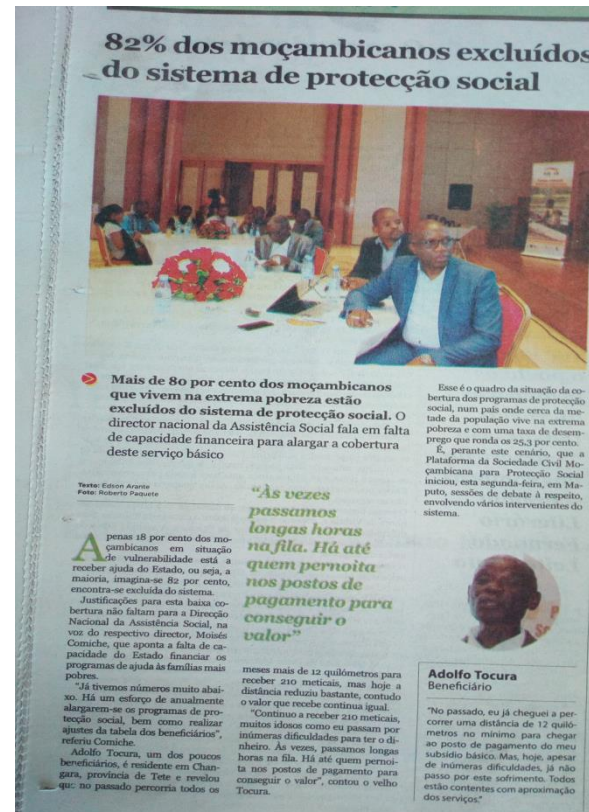 82% dos moçambicanos excluídos
do sistema de protecção social
Mais de 80 por cento dos moçambicanos
que vivem na extrema pobreza estão
excluídos do sistema de protecção social. O
director nacional da Assistência Social fala em falta
de capacidade financeira para alargar a cobertura
deste serviço básico
Texto: Edson Arante
Foto: Roberto Paquete
Apenas 18 por cento dos mo-
çambicanos em situação
de vulnerabilidade está a
receber ajuda do Estado, ou seja, a
maioria, imagina-se 82 por cento,
encontra-se excluída do sistema.
Justificações para esta baixa co-
bertura não faltam para a Direcção
Nacional da Assistência Social, na
voz do respectivo director, Moisés
Comiche, que aponta a falta de ca-
pacidade do Estado financiar os
programas de ajuda às famílias mais
pobres.
"Já tivemos números muito abai-
xo. Há um esforço de anualmente
alargarem-se os programas de pro-
tecção social, bem como realizar
ajustes da tabela dos beneficiários",
referiu Comiche.
Adolfo Tocura, um dos poucos
beneficiários, é residente em Chan-
gara, província de Tete e revelou
que no passado percorria todos os
"Às vezes
passamos
longas horas
na fila. Há até
quem pernoita
nos postos de
pagamento para
conseguir o
valor"
meses mais de 12 quilómetros para
receber 210 meticais, mas hoje a
distância reduziu bastante, contudo
o valor que recebe continua igual.
"Continuo a receber 210 meticais,
muitos idosos como eu passam por
inúmeras dificuldades para ter o di-
nheiro. Às vezes, passamos longas
horas na fila. Há até quem pernoi-
ta nos postos de pagamento para
conseguir o valor", contou o velho
Tocura.
Esse é o quadro da situação da co-
bertura dos programas de protecção
social, num país onde cerca da me-
tade da população vive na extrema
pobreza e com uma taxa de desem-
prego que ronda os 25,3 por cento.
É, perante este cenário, que a
Plataforma da Sociedade Civil Mo-
çambicana para Protecção Social
iniciou, esta segunda-feira, em Ma-
puto, sessões de debate à respeito,
envolvendo vários intervenientes do
sistema.
Adolfo Tocura
Beneficiário
"No passado, eu já cheguei a per-
correr uma distância de 12 quiló-
metros no mínimo para chegar
ao posto de pagamento do meu
subsídio básico. Mas, hoje, apesar
de inúmeras dificuldades, já não
passo por este sofrimento. Todos
estão contentes com aproximação
dos serviços."